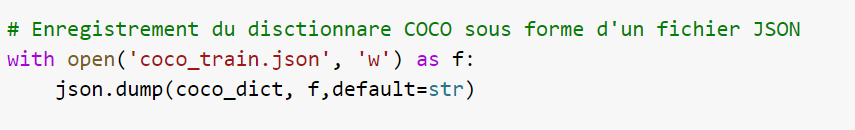 # Enregistrement du disctionnare COCO sous forme d'un fichier JSON
with open('coco_train.json', 'w') as f:
    json.dump(coco_dict, f,default=str)